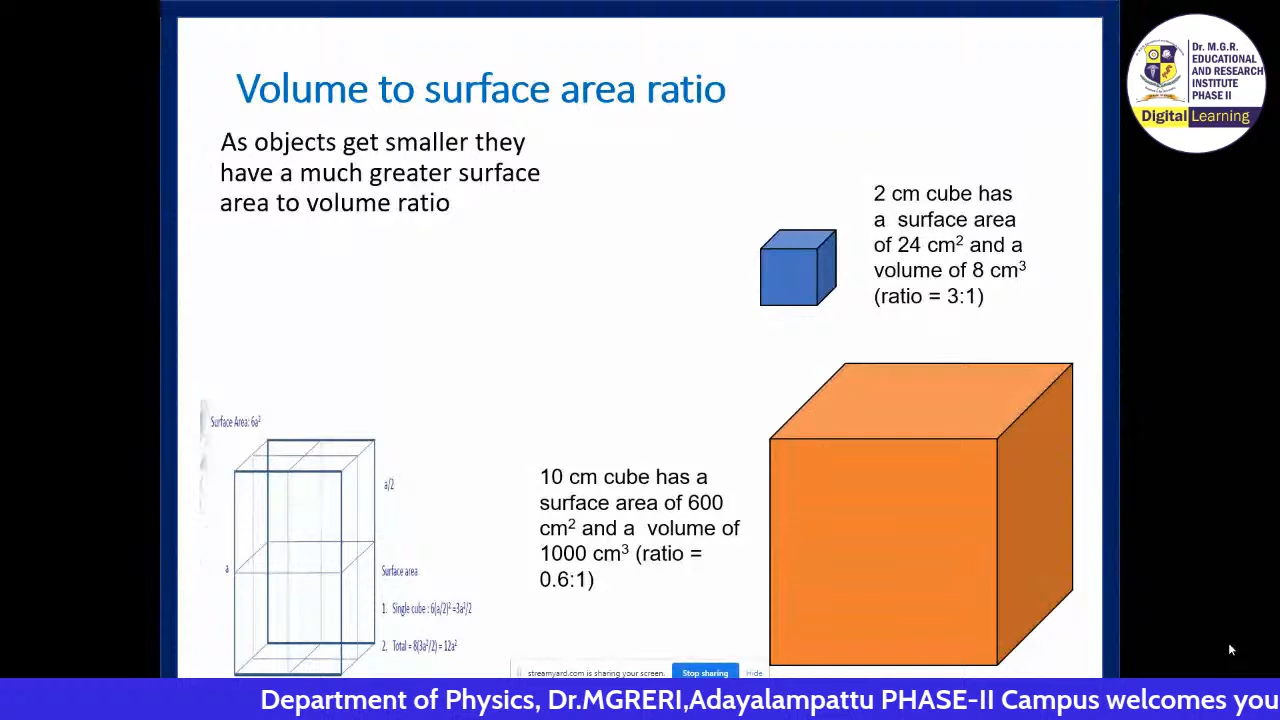 Volume to surface area ratio
As objects get smaller they
have a much greater surface
area to volume ratio
2 cm cube has
a surface area
of 24 cm² and a
volume of 8 cm³
(ratio = 3:1)
10 cm cube has a
surface area of 600
cm² and a volume of
1000 cm³ (ratio =
0.6:1)
Surface Area: 6a²
a/2
a
Surface area
1. Single cube : 6(a/2)² =3a²/2
2. Total = 8(3a²/2) = 12a²
streamyard.com is sharing your screen.
Stop sharing
Hide
Dr. M.G.R.
EDUCATIONAL
AND RESEARCH
INSTITUTE
PHASE II
Digital Learning
Department of Physics, Dr.MGRERI,Adayalampattu PHASE-II Campus welcomes you